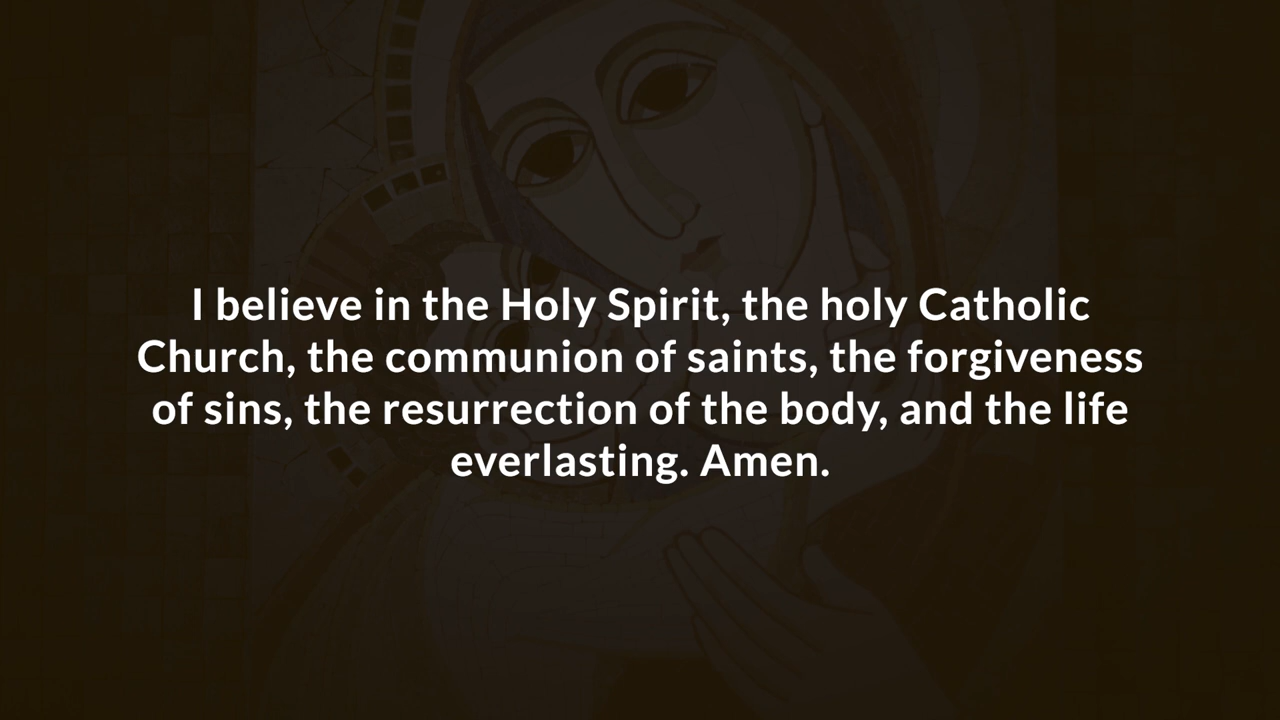 I believe in the Holy Spirit, the holy Catholic
Church, the communion of saints, the forgiveness
of sins, the resurrection of the body, and the life
everlasting. Amen.